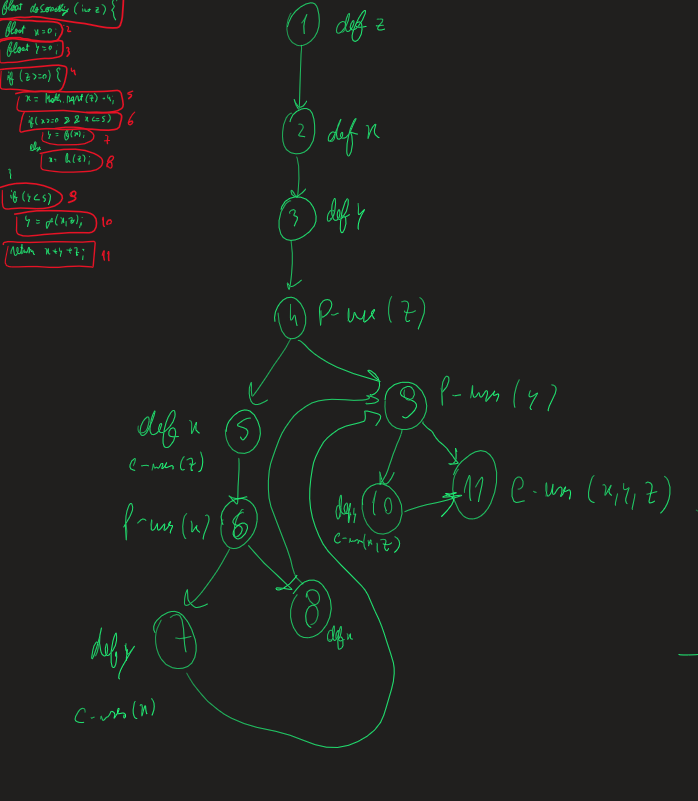 float doSomething (int z) {
float x=0; 2
float y=0; 3
if (z>=0) { 4
x = Math.sqrt(z) · 4; 5
if (x>=0 && x<=5) 6
y = f(x); 7
else
x = h(z); 8
}
if (y<5) 9
y = g(x,z); 10
return x+y+z; 11
1 def z
2 def x
3 def y
4 P-use (z)
9 P-use (y)
def x 5
c-use(z)
P-use(x) 6
def y 10
c-use(x,z)
11 C-use (x,y,z)
def y 7
c-use(x)
8 def x